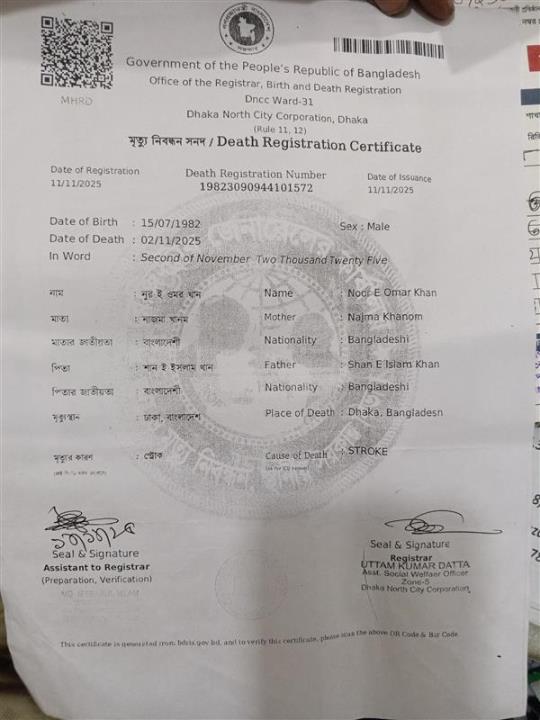 MHRD
Government of the People's Republic of Bangladesh
Office of the Registrar, Birth and Death Registration
Dncc Ward-31
Dhaka North City Corporation, Dhaka
(Rule 11, 12)
মৃত্যু নিবন্ধন সনদ / Death Registration Certificate
Date of Registration Death Registration Number Date of Issuance
11/11/2025 19823090944101572 11/11/2025
Date of Birth : 15/07/1982 Sex : Male
Date of Death : 02/11/2025
In Word : Second of November Two Thousand Twenty Five
নাম : নুর ই ওমর খান Name : Noor E Omar Khan
মাতা : নাজমা খানম Mother : Najma Khanom
মাতার জাতীয়তা : বাংলাদেশী Nationality : Bangladeshi
পিতা : শান ই ইসলাম খান Father : Shan E Islam Khan
পিতার জাতীয়তা : বাংলাদেশী Nationality : Bangladeshi
মৃত্যুস্থান : ঢাকা, বাংলাদেশ Place of Death : Dhaka, Bangladesh
মৃত্যুর কারণ : স্ট্রোক Cause of Death : STROKE
Seal & Signature Seal & Signature
Assistant to Registrar Registrar
(Preparation, Verification) UTTAM KUMAR DATTA
Asst. Social Welfaer Officer
Zone-5
Dhaka North City Corporation
This certificate is generated from bdris.gov.bd, and to verify this certificate, please scan the above QR Code & Bar Code.